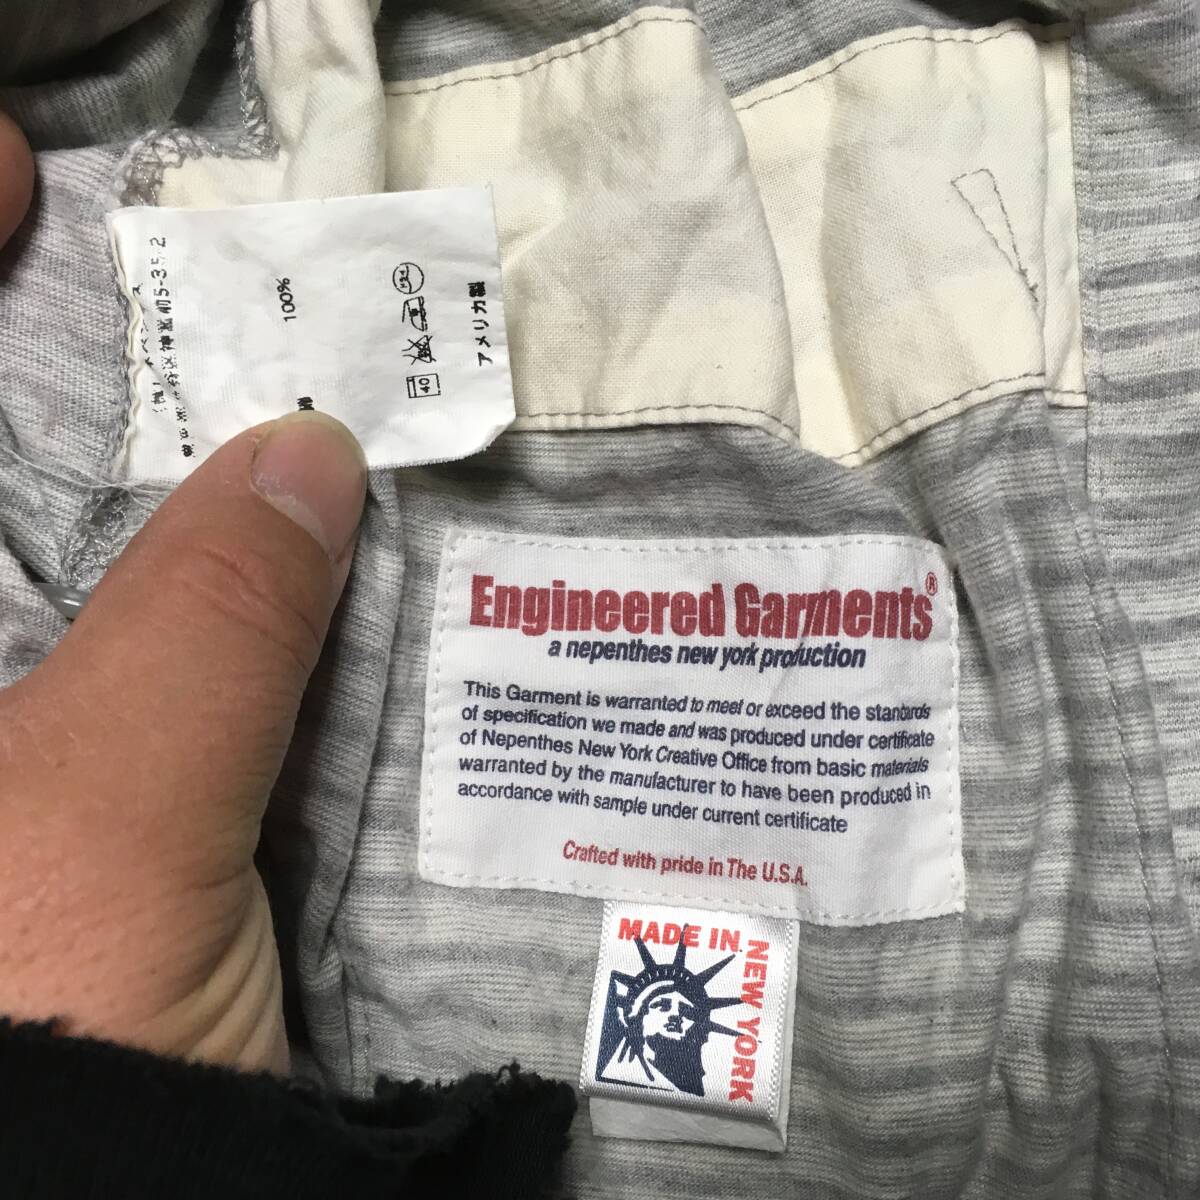 Engineered Garments®
a nepenthes new york production
This Garment is warranted to meet or exceed the standards
of specification we made and was produced under certificate
of Nepenthes New York Creative Office from basic materials
warranted by the manufacturer to have been produced in
accordance with sample under current certificate
Crafted with pride in The U.S.A.
MADE IN
NEW YORK
100%
40
アメリカ製